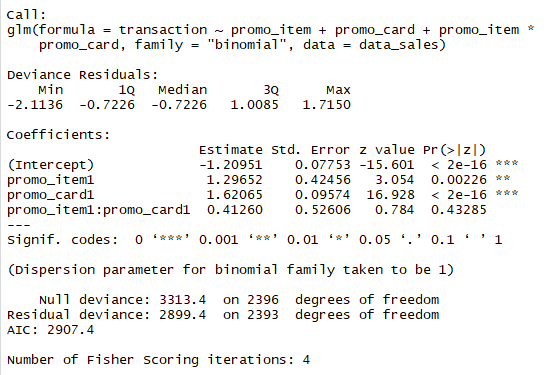 Call:
glm(formula = transaction ~ promo_item + promo_card + promo_item *
    promo_card, family = "binomial", data = data_sales)

Deviance Residuals:
    Min      1Q  Median      3Q     Max
-2.1136 -0.7226 -0.7226  1.0085  1.7150

Coefficients:
                       Estimate Std. Error z value Pr(>|z|)
(Intercept)            -1.20951    0.07753 -15.601  < 2e-16 ***
promo_item1             1.29652    0.42456   3.054  0.00226 **
promo_card1             1.62065    0.09574  16.928  < 2e-16 ***
promo_item1:promo_card1 0.41260    0.52606   0.784  0.43285
---
Signif. codes:  0 ‘***’ 0.001 ‘**’ 0.01 ‘*’ 0.05 ‘.’ 0.1 ‘ ’ 1

(Dispersion parameter for binomial family taken to be 1)

    Null deviance: 3313.4  on 2396  degrees of freedom
Residual deviance: 2899.4  on 2393  degrees of freedom
AIC: 2907.4

Number of Fisher Scoring iterations: 4